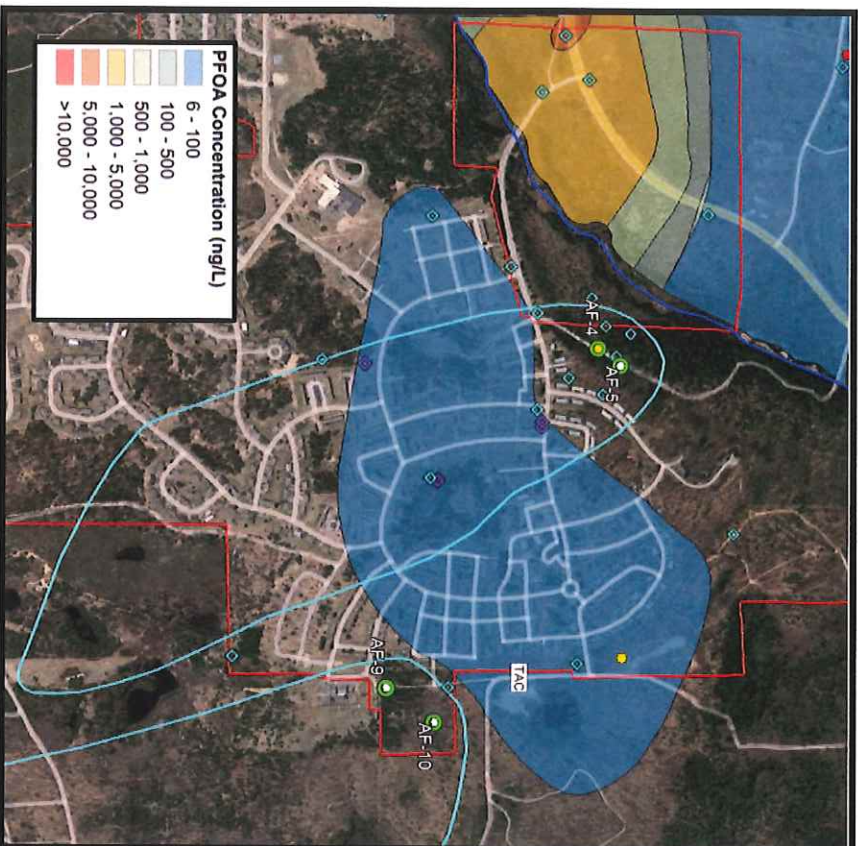 PFOA Concentration (ng/L)
6 - 100
100 - 500
500 - 1,000
1,000 - 5,000
5,000 - 10,000
>10,000
AF-4
AF-5
TAC
AF-9
AF-10